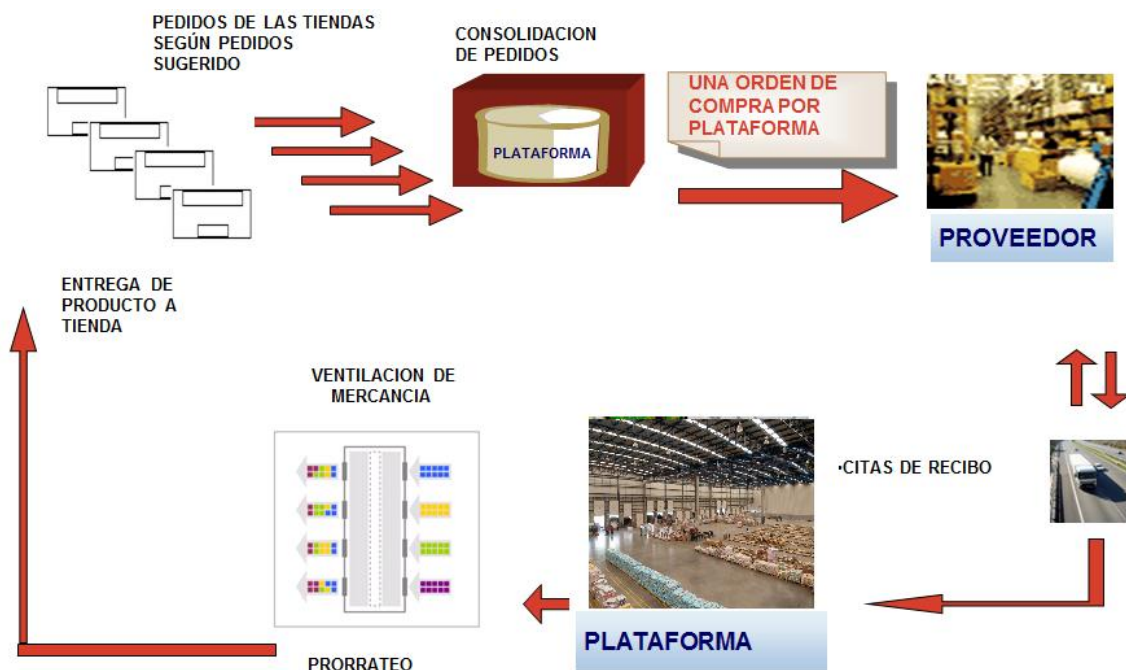 PEDIDOS DE LAS TIENDAS
SEGÚN PEDIDOS
SUGERIDO
CONSOLIDACION
DE PEDIDOS
PLATAFORMA
UNA ORDEN DE
COMPRA POR
PLATAFORMA
PROVEEDOR
ENTREGA DE
PRODUCTO A
TIENDA
VENTILACION DE
MERCANCIA
•CITAS DE RECIBO
PLATAFORMA
PRORRATEO